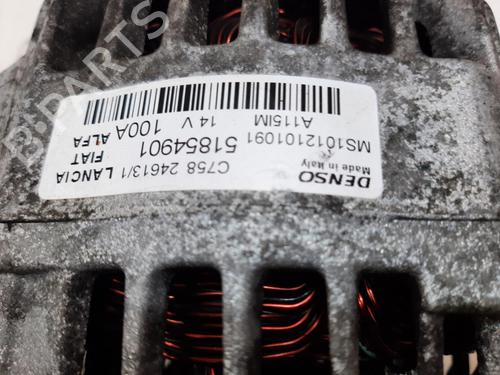 DENSO
Made in Italy
C758 24613/1 LANCIA
FIAT
ALFA
MS1012101091 51854901
A115IM 14 V 100A
B-PARTS